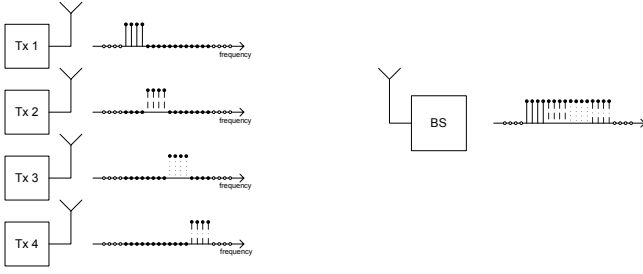 Tx 1
frequency
Tx 2
frequency
BS
Tx 3
frequency
Tx 4
frequency